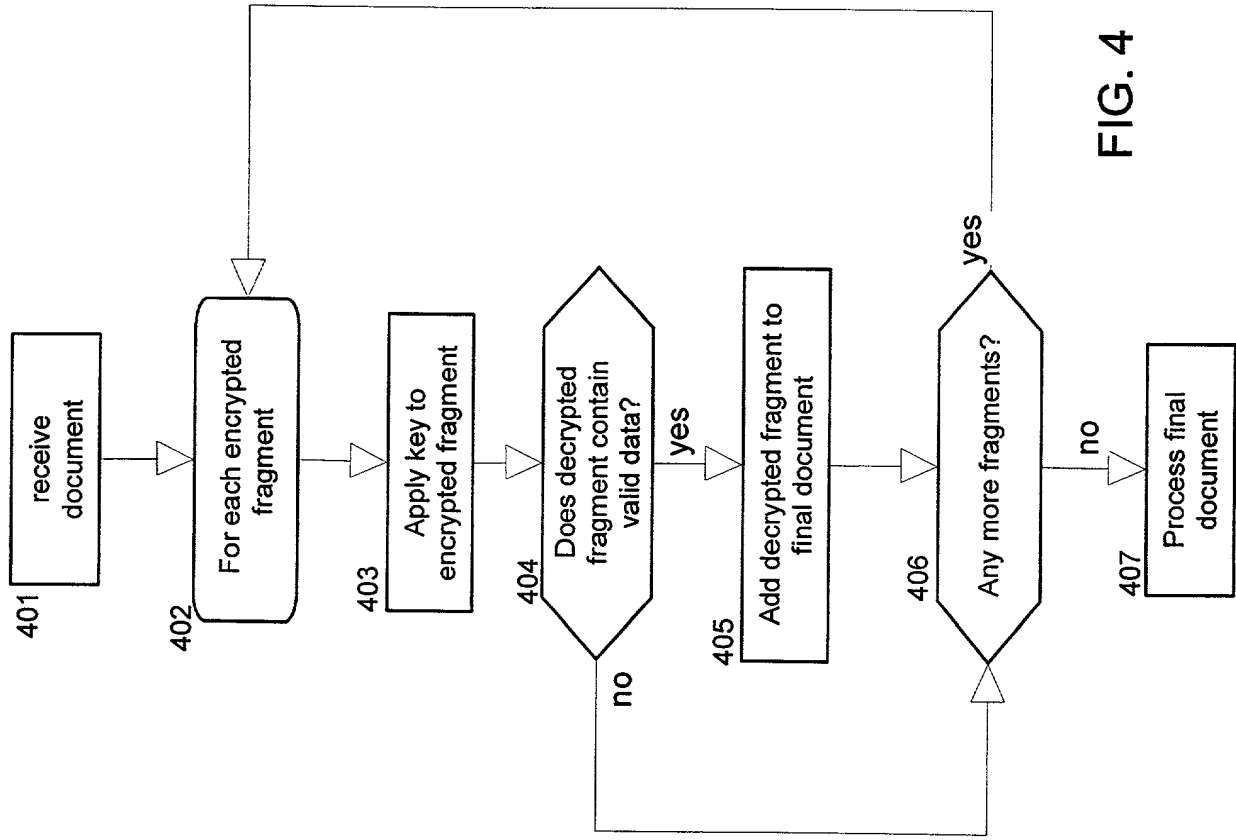 401
receive
document
402
For each encrypted
fragment
403
Apply key to
encrypted fragment
404
Does decrypted
fragment contain
valid data?
no
yes
405
Add decrypted fragment to
final document
406
Any more fragments?
yes
no
407
Process final
document
FIG. 4